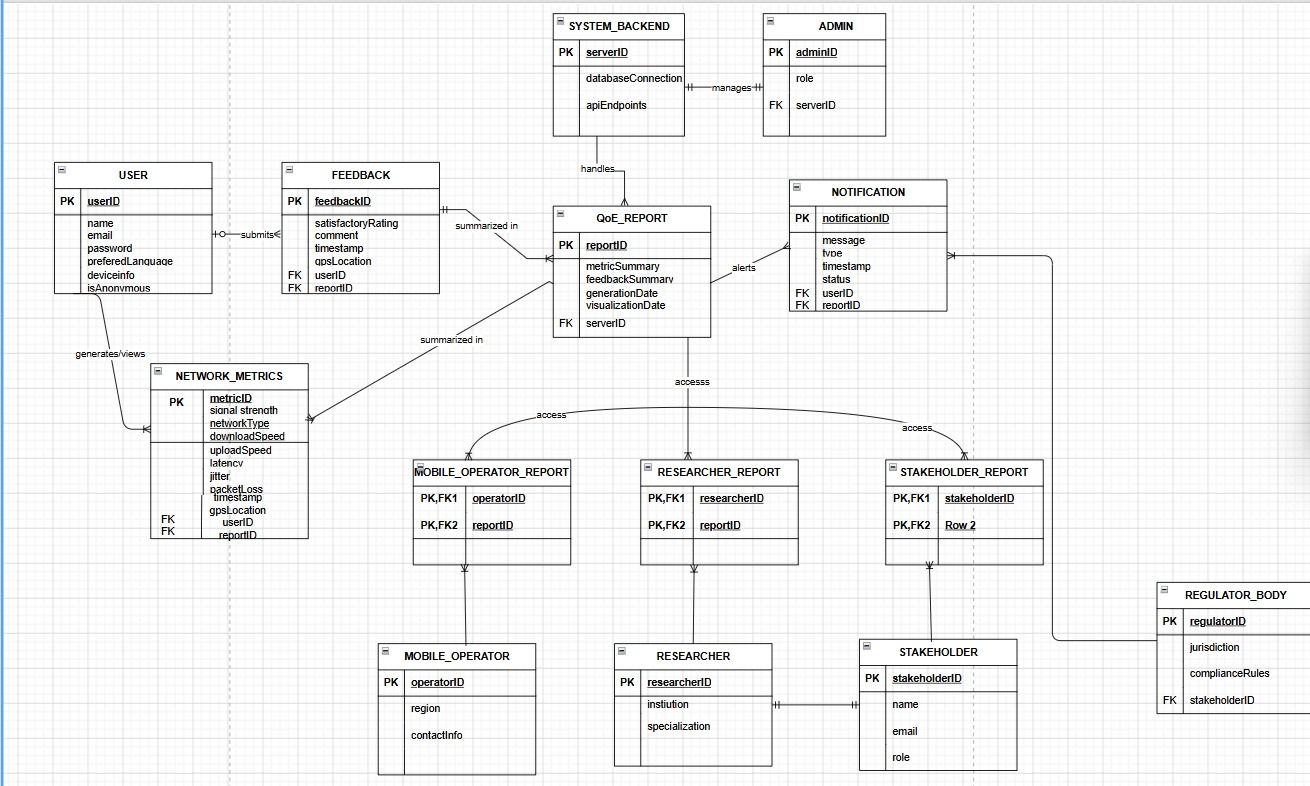 SYSTEM_BACKEND
PK serverID
databaseConnection
apiEndpoints
manages
ADMIN
PK adminID
role
FK serverID
handles
USER
PK userID
name
email
password
preferedLanguage
deviceinfo
isAnonymous
submits
FEEDBACK
PK feedbackID
satisfactoryRating
comment
timestamp
gpsLocation
FK userID
FK reportID
summarized in
QoE_REPORT
PK reportID
metricSummary
feedbackSummary
generationDate
visualizationDate
FK serverID
alerts
NOTIFICATION
PK notificationID
message
type
timestamp
status
FK userID
FK reportID
generates/views
summarized in
NETWORK_METRICS
PK metricID
signal strength
networkType
downloadSpeed
uploadSpeed
latency
jitter
packetLoss
timestamp
gpsLocation
FK userID
FK reportID
accesss
access
access
MOBILE_OPERATOR_REPORT
PK,FK1 operatorID
PK,FK2 reportID
RESEARCHER_REPORT
PK,FK1 researcherID
PK,FK2 reportID
STAKEHOLDER_REPORT
PK,FK1 stakeholderID
PK,FK2 Row 2
REGULATOR_BODY
PK regulatorID
jurisdiction
complianceRules
FK stakeholderID
MOBILE_OPERATOR
PK operatorID
region
contactInfo
RESEARCHER
PK researcherID
instiution
specialization
STAKEHOLDER
PK stakeholderID
name
email
role